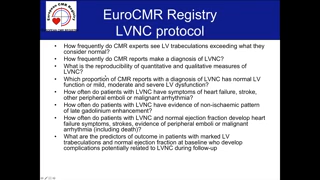 EuroCMR Registry
LVNC protocol
• How frequently do CMR experts see LV trabeculations exceeding what they
consider normal?
• How frequently do CMR reports make a diagnosis of LVNC?
• What is the reproducibility of quantitative and qualitative measures of
LVNC?
• Which proportion of CMR reports with a diagnosis of LVNC has normal LV
function or mild, moderate and severe LV dysfunction?
• How often do patients with LVNC have symptoms of heart failure, stroke,
other peripheral emboli or malignant arrhythmia?
• How often do patients with LVNC have evidence of non-ischaemic pattern
of late gadolinium enhancement?
• How often do patients with LVNC and normal ejection fraction develop heart
failure symptoms, strokes, evidence of peripheral emboli or malignant
arrhythmia (including death)?
• What are the predictors of outcome in patients with marked LV
trabeculations and normal ejection fraction at baseline who develop
complications potentially related to LVNC during follow-up